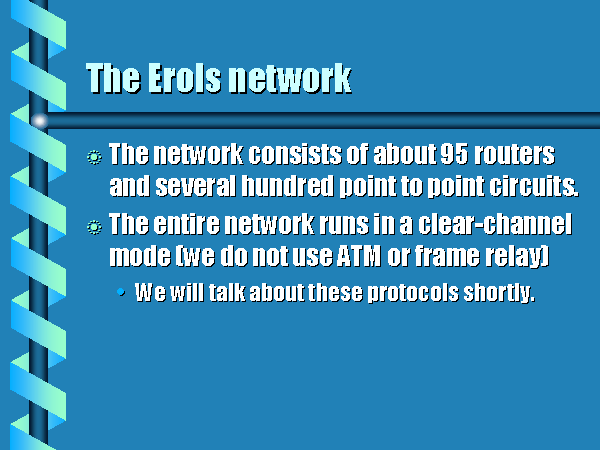 The Erols network
The network consists of about 95 routers
and several hundred point to point circuits.
The entire network runs in a clear-channel
mode (we do not use ATM or frame relay)
We will talk about these protocols shortly.